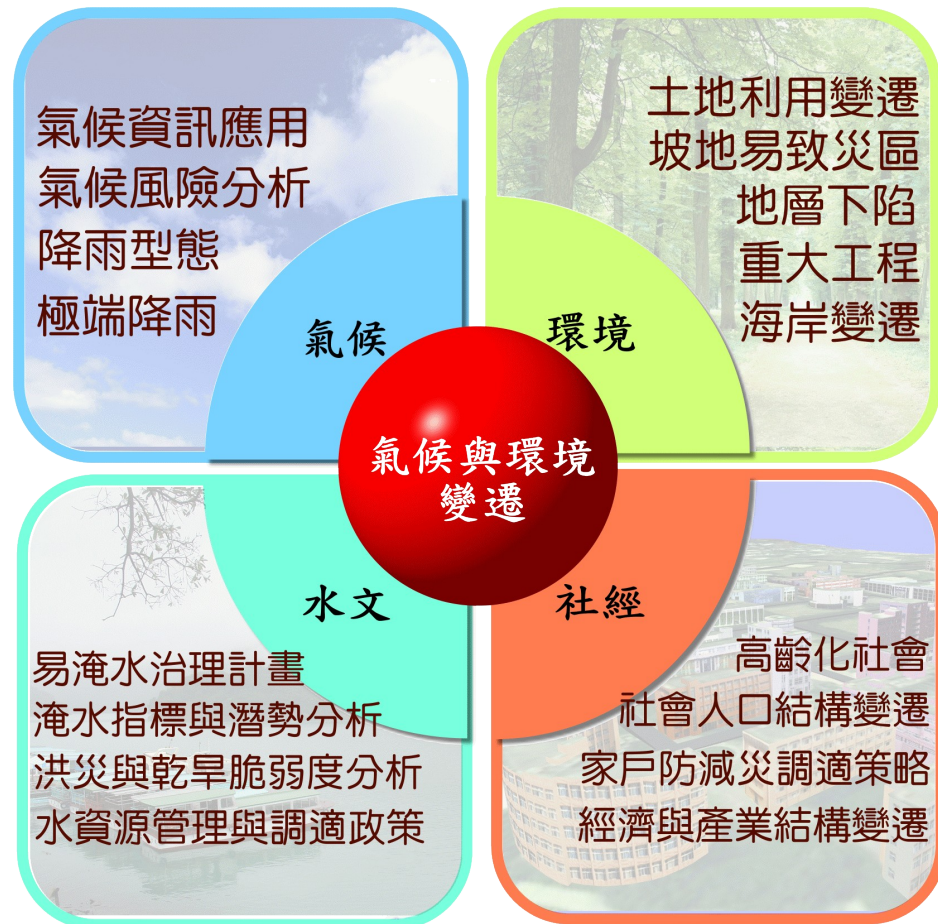 氣候資訊應用
氣候風險分析
降雨型態
極端降雨
氣候
土地利用變遷
坡地易致災區
地層下陷
重大工程
海岸變遷
環境
氣候與環境
變遷
水文
易淹水治理計畫
淹水指標與潛勢分析
洪災與乾旱脆弱度分析
水資源管理與調適政策
社經
高齡化社會
社會人口結構變遷
家戶防減災調適策略
經濟與產業結構變遷